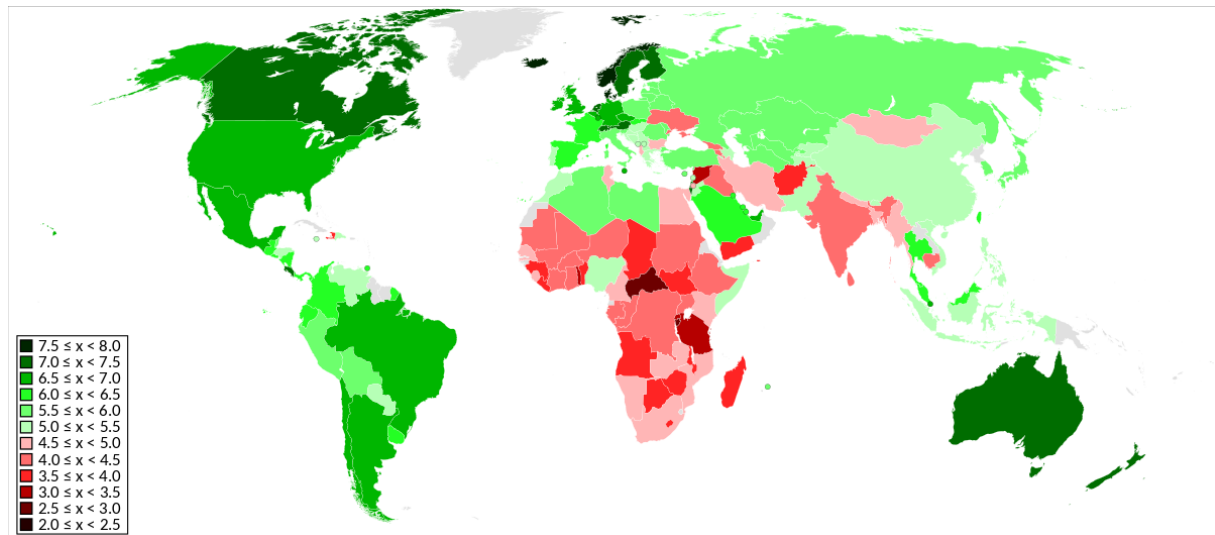 7.5 ≤ x < 8.0
7.0 ≤ x < 7.5
6.5 ≤ x < 7.0
6.0 ≤ x < 6.5
5.5 ≤ x < 6.0
5.0 ≤ x < 5.5
4.5 ≤ x < 5.0
4.0 ≤ x < 4.5
3.5 ≤ x < 4.0
3.0 ≤ x < 3.5
2.5 ≤ x < 3.0
2.0 ≤ x < 2.5